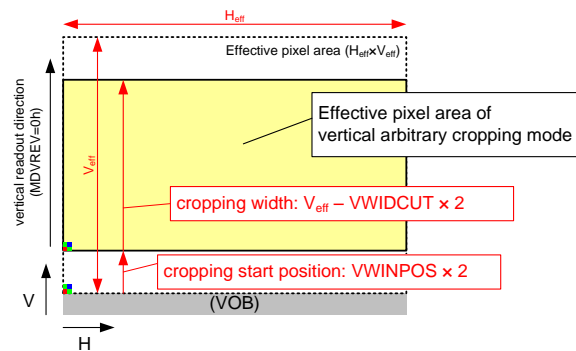 Heff
Effective pixel area (Heff×Veff)
vertical readout direction
(MDVREV=0h)
Veff
Effective pixel area of
vertical arbitrary cropping mode
cropping width: Veff – VWIDCUT × 2
cropping start position: VWINPOS × 2
V
(VOB)
H